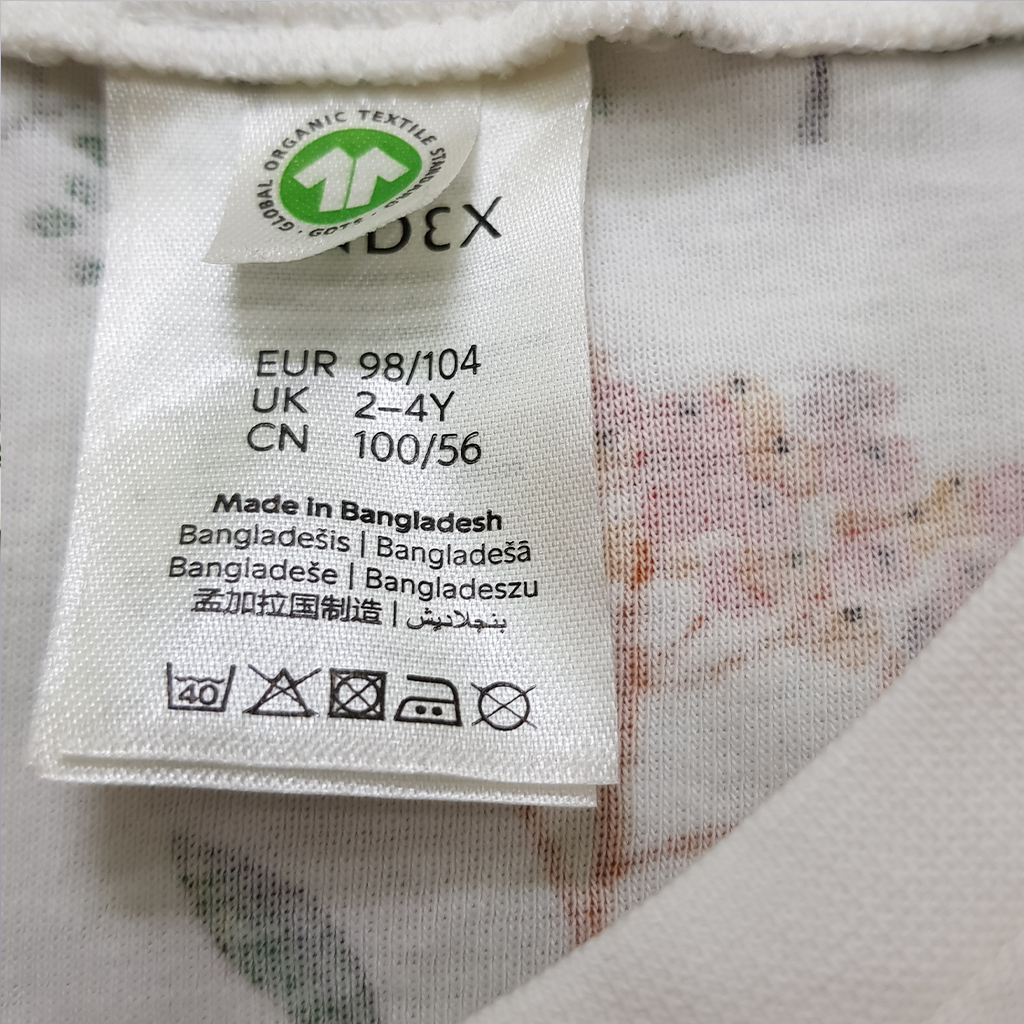 GLOBAL ORGANIC TEXTILE STANDARD · GOTS ·
EUR 98/104
UK 2–4Y
CN 100/56
Made in Bangladesh
Bangladešis | Bangladešā
Bangladeše | Bangladeszu
孟加拉国制造 | بنجلاديش
40